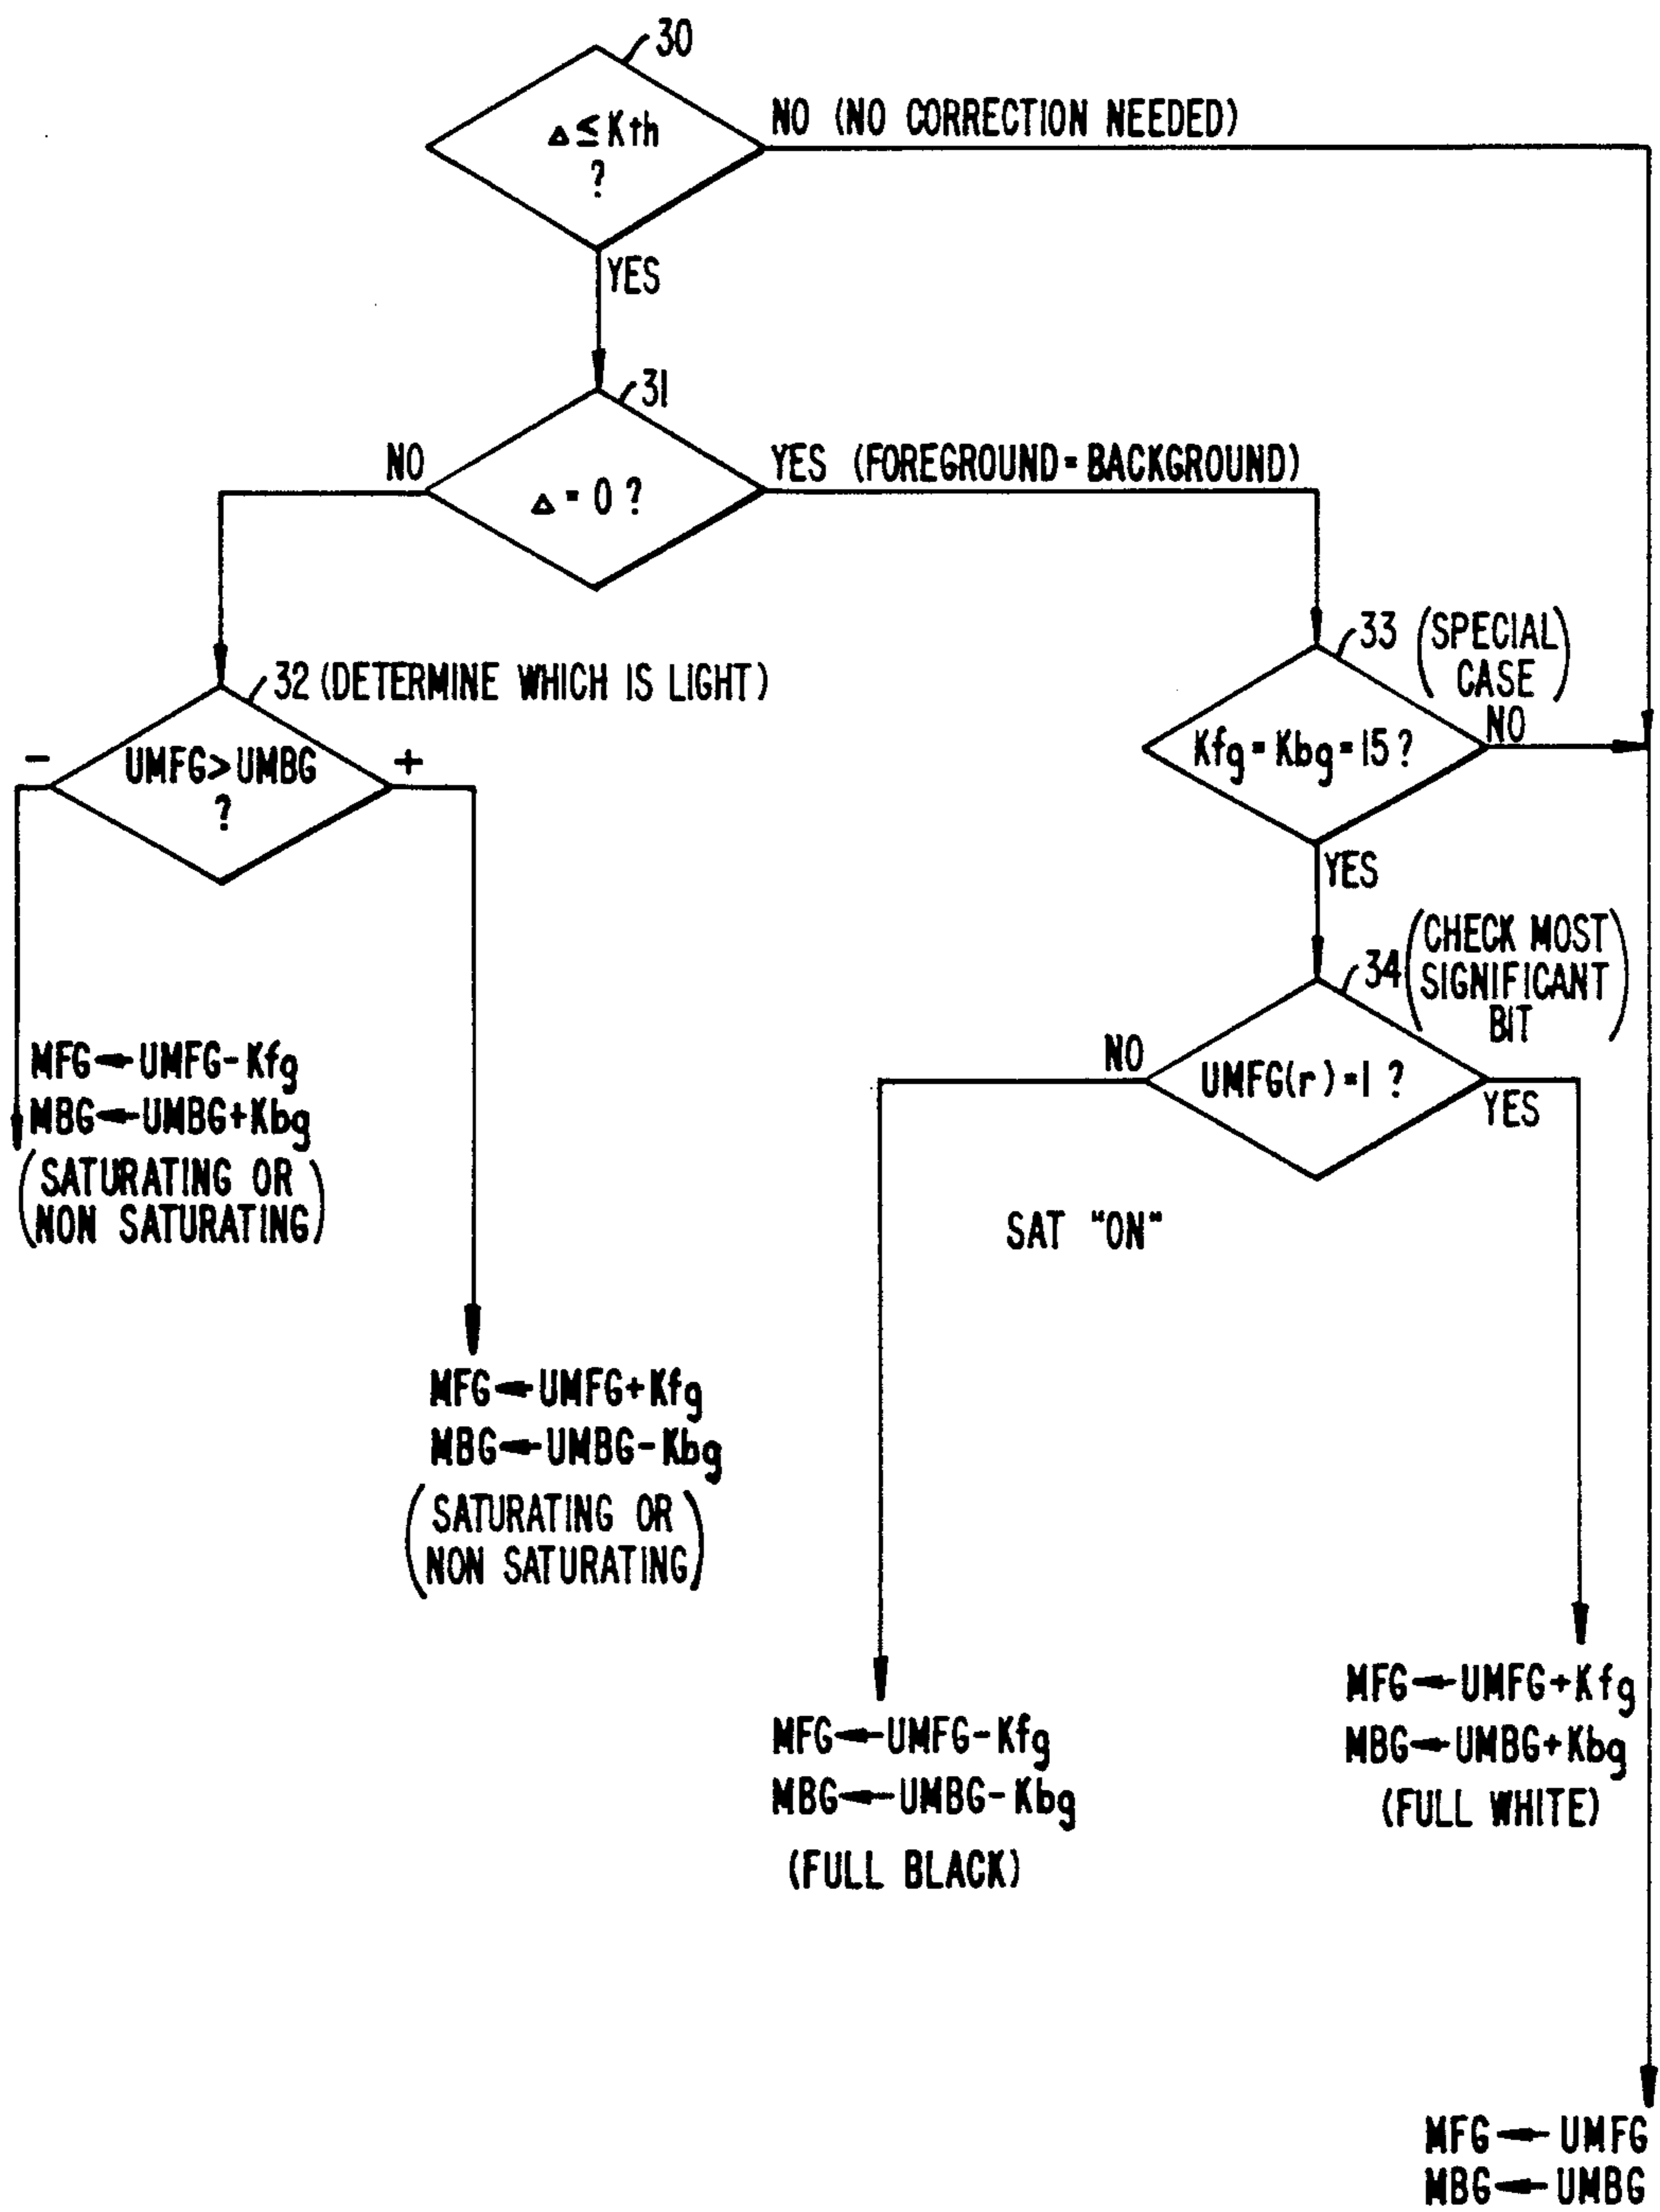 30
Δ≤Kth
?
NO (NO CORRECTION NEEDED)
YES
31
Δ=0?
NO
YES (FOREGROUND=BACKGROUND)
32 (DETERMINE WHICH IS LIGHT)
UMFG>UMBG
?
-
+
33 (SPECIAL
CASE)
Kfg=Kbg=15?
NO
YES
34 (CHECK MOST
SIGNIFICANT
BIT)
UMFG(r)=1 ?
NO
YES
MFG←UMFG-Kfg
MBG←UMBG+Kbg
(SATURATING OR
NON SATURATING)
SAT "ON"
MFG←UMFG+Kfg
MBG←UMBG-Kbg
(SATURATING OR
NON SATURATING)
MFG←UMFG-Kfg
MBG←UMBG-Kbg
(FULL BLACK)
MFG←UMFG+Kfg
MBG←UMBG+Kbg
(FULL WHITE)
MFG←UMFG
MBG←UMBG